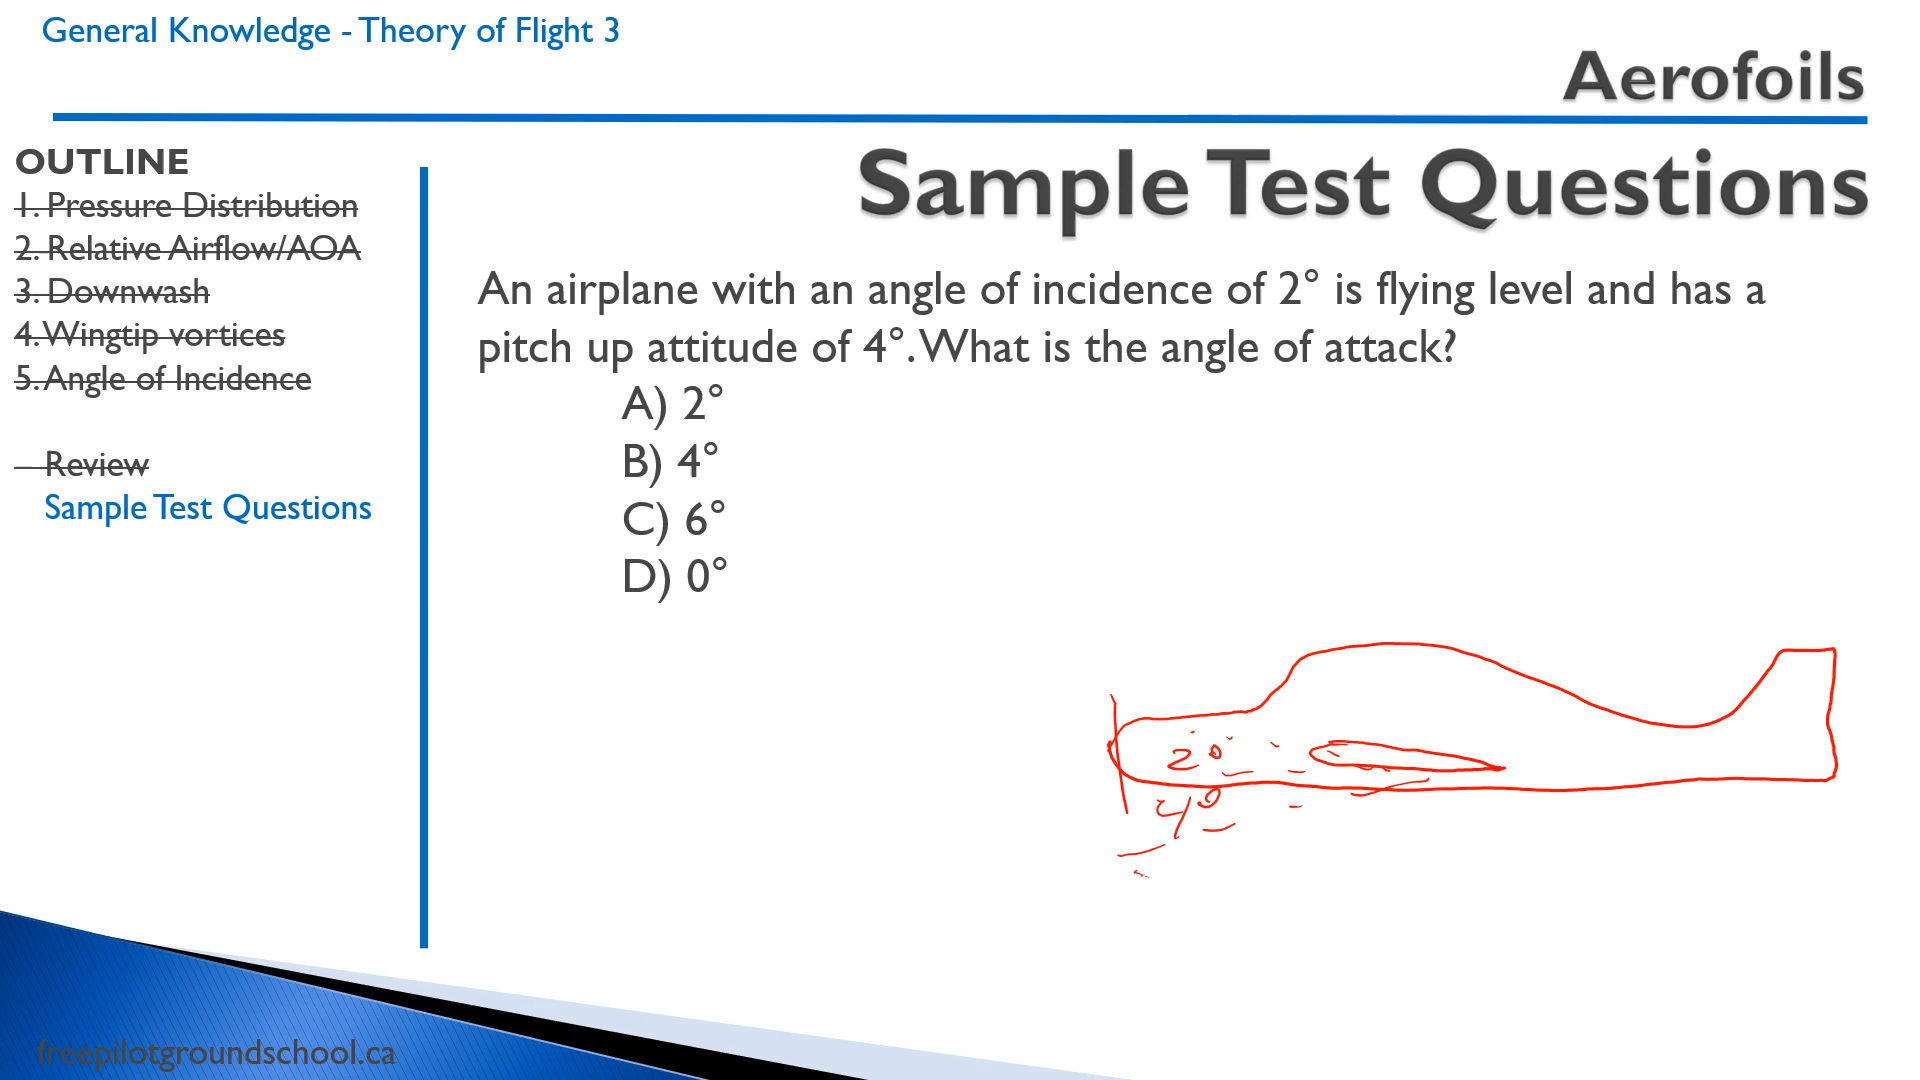 General Knowledge - Theory of Flight 3
Aerofoils
OUTLINE
1. Pressure Distribution
2. Relative Airflow/AOA
3. Downwash
4. Wingtip vortices
5. Angle of Incidence
– Review
Sample Test Questions
Sample Test Questions
An airplane with an angle of incidence of 2° is flying level and has a
pitch up attitude of 4°. What is the angle of attack?
A) 2°
B) 4°
C) 6°
D) 0°
2°
4°
freepilotgroundschool.ca